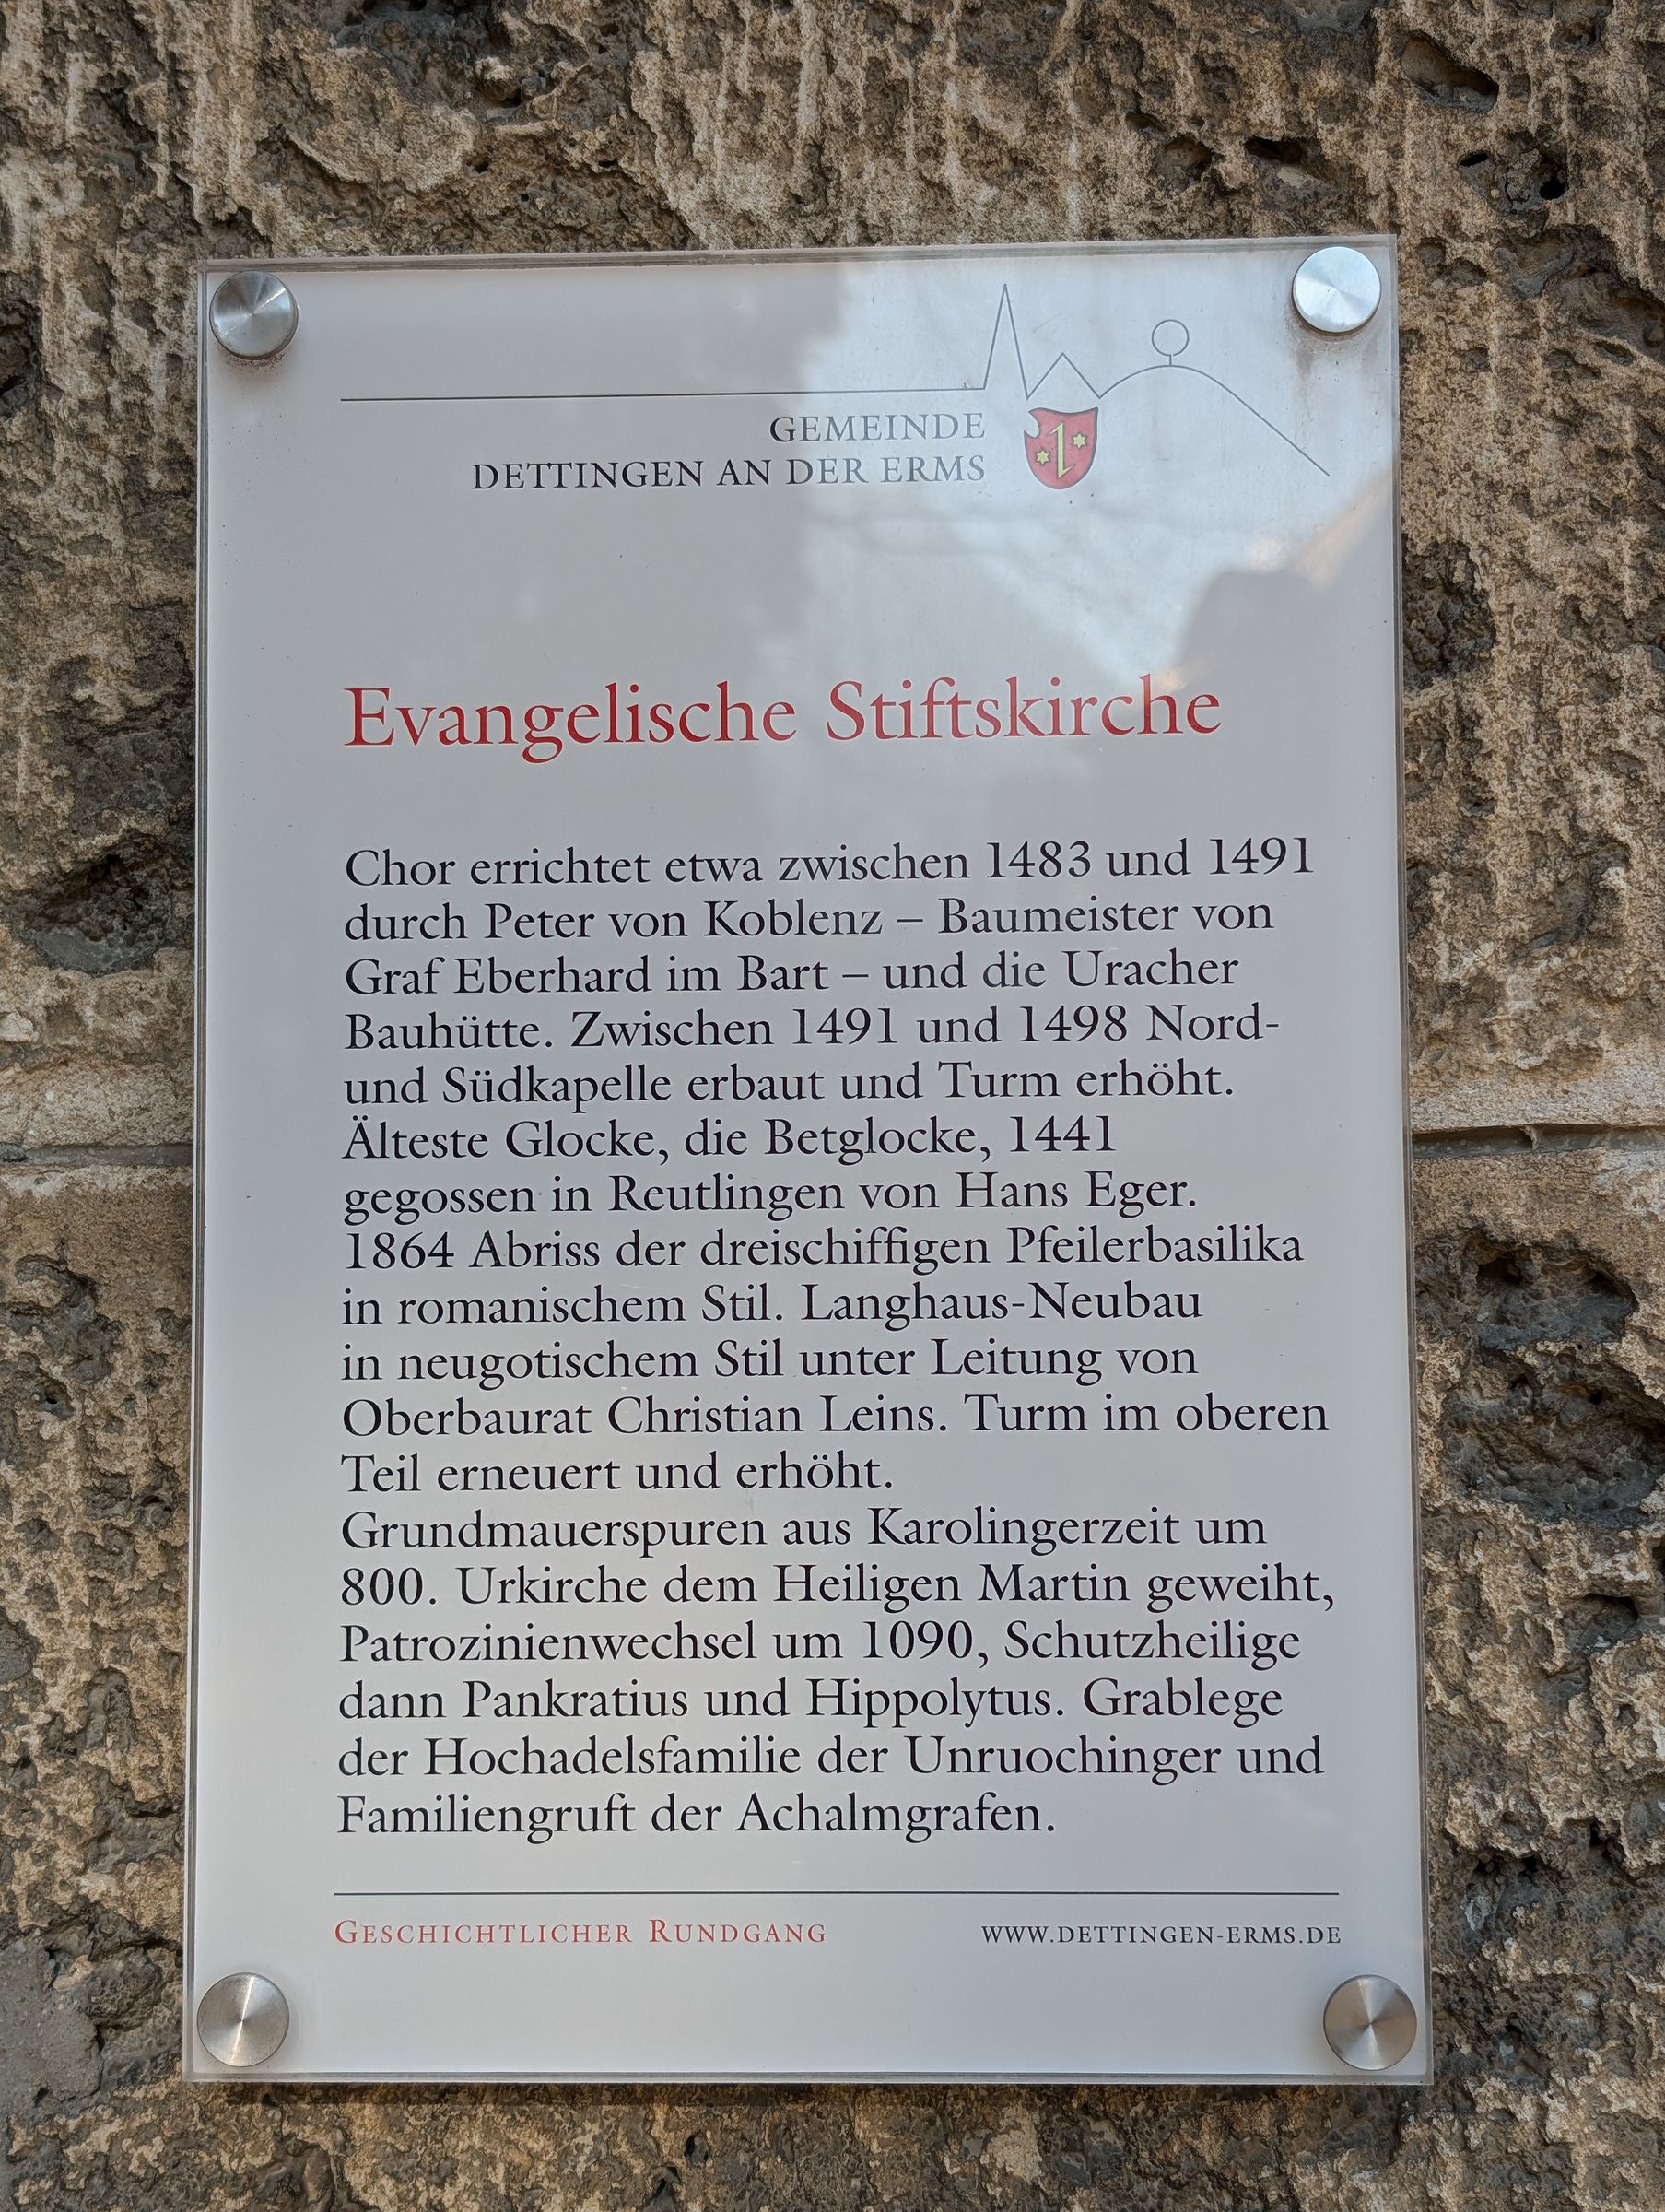 GEMEINDE
DETTINGEN AN DER ERMS
Evangelische Stiftskirche
Chor errichtet etwa zwischen 1483 und 1491
durch Peter von Koblenz – Baumeister von
Graf Eberhard im Bart – und die Uracher
Bauhütte. Zwischen 1491 und 1498 Nord-
und Südkapelle erbaut und Turm erhöht.
Älteste Glocke, die Betglocke, 1441
gegossen in Reutlingen von Hans Eger.
1864 Abriss der dreischiffigen Pfeilerbasilika
in romanischem Stil. Langhaus-Neubau
in neugotischem Stil unter Leitung von
Oberbaurat Christian Leins. Turm im oberen
Teil erneuert und erhöht.
Grundmauerspuren aus Karolingerzeit um
800. Urkirche dem Heiligen Martin geweiht,
Patrozinienwechsel um 1090, Schutzheilige
dann Pankratius und Hippolytus. Grablege
der Hochadelsfamilie der Unruochinger und
Familiengruft der Achalmgrafen.
GESCHICHTLICHER RUNDGANG
WWW.DETTINGEN-ERMS.DE